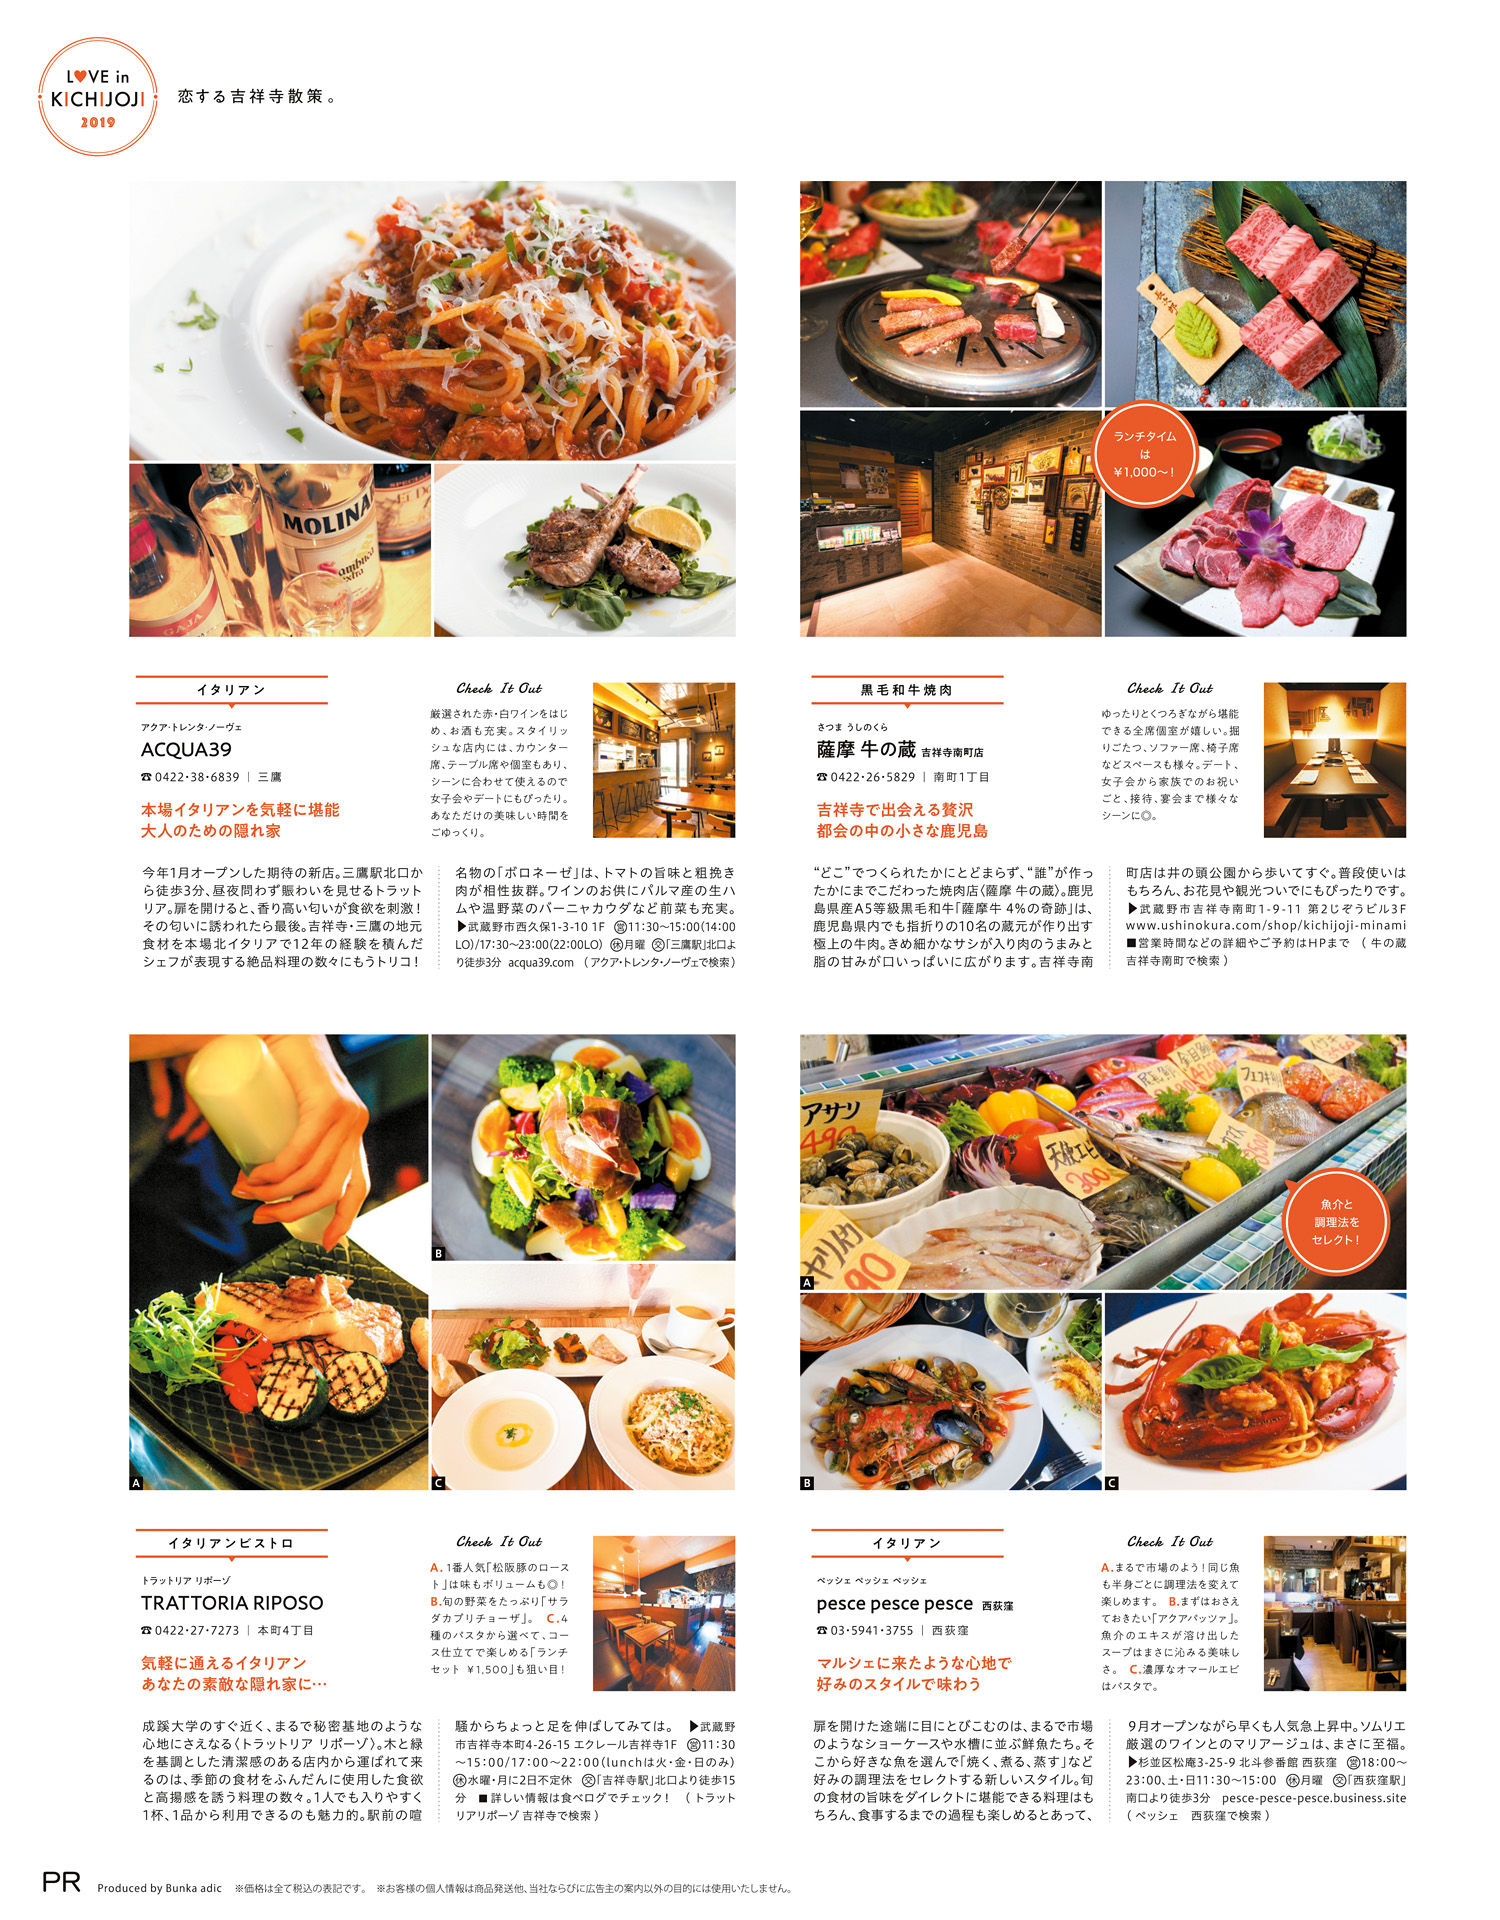 LOVE in
KICHIJOJI
2019
恋する吉祥寺散策。
MOLINA
GAJA
ランチタイム
は
¥1,000〜!
イタリアン
アクア・トレンタ・ノーヴェ
ACQUA39
☎0422・38・6839 | 三鷹
本場イタリアンを気軽に堪能
大人のための隠れ家
Check It Out
厳選された赤・白ワインをはじ
め、お酒も充実。スタイリッ
シュな店内には、カウンター
席、テーブル席や個室もあり、
シーンに合わせて使えるので
女子会やデートにもぴったり。
あなただけの美味しい時間を
ごゆっくり。
今年1月オープンした期待の新店。三鷹駅北口か
ら徒歩3分、昼夜問わず賑わいを見せるトラット
リア。扉を開けると、香り高い匂いが食欲を刺激!
その匂いに誘われたら最後。吉祥寺・三鷹の地元
食材を本場北イタリアで12年の経験を積んだ
シェフが表現する絶品料理の数々にもうトリコ!
名物の「ボロネーゼ」は、トマトの旨味と粗挽き
肉が相性抜群。ワインのお供にパルマ産の生ハ
ムや温野菜のバーニャカウダなど前菜も充実。
▶武蔵野市西久保1-3-10 1F ㊂11:30〜15:00(14:00
LO)/17:30〜23:00(22:00LO) ㊡月曜 交「三鷹駅」北口よ
り徒歩3分 acqua39.com (アクア・トレンタ・ノーヴェで検索)
黒毛和牛焼肉
さつま うしのくら
薩摩 牛の蔵 吉祥寺南町店
☎0422・26・5829 | 南町1丁目
吉祥寺で出会える贅沢
都会の中の小さな鹿児島
Check It Out
ゆったりとくつろぎながら堪能
できる全席個室が嬉しい。掘
りごたつ、ソファー席、椅子席
などスペースも様々。デート、
女子会から家族でのお祝い
ごと、接待、宴会まで様々な
シーンに◎。
“どこ”でつくられたかにとどまらず、“誰”が作っ
たかにまでこだわった焼肉店〈薩摩 牛の蔵〉。鹿児
島県産A5等級黒毛和牛「薩摩牛 4%の奇跡」は、
鹿児島県内でも指折りの10名の蔵元が作り出す
極上の牛肉。きめ細かなサシが入り肉のうまみと
脂の甘みが口いっぱいに広がります。吉祥寺南
町店は井の頭公園から歩いてすぐ。普段使いは
もちろん、お花見や観光ついでにもぴったりです。
▶武蔵野市吉祥寺南町1-9-11 第2じぞうビル3F
www.ushinokura.com/shop/kichijoji-minami
■営業時間などの詳細やご予約はHPまで (牛の蔵
吉祥寺南町で検索)
A
B
C
アサリ
490
天使エビ
300
ヤリイカ
90
魚介と
調理法を
セレクト!
A
B
C
イタリアンビストロ
トラットリア リポーゾ
TRATTORIA RIPOSO
☎0422・27・7273 | 本町4丁目
気軽に通えるイタリアン
あなたの素敵な隠れ家に…
Check It Out
A.1番人気「松阪豚のロース
ト」は味もボリュームも◎!
B.旬の野菜をたっぷり「サラ
ダカプリチョーザ」。 C.4
種のパスタから選べて、コー
ス仕立てで楽しめる「ランチ
セット ¥1,500」も狙い目!
成蹊大学のすぐ近く、まるで秘密基地のような
心地にさえなる〈トラットリア リポーゾ〉。木と緑
を基調とした清潔感のある店内から運ばれて来
るのは、季節の食材をふんだんに使用した食欲
と高揚感を誘う料理の数々。1人でも入りやすく
1杯、1品から利用できるのも魅力的。駅前の喧
騒からちょっと足を伸ばしてみては。 ▶武蔵野
市吉祥寺本町4-26-15 エクレール吉祥寺1F 営11:30
〜15:00/17:00〜22:00(lunchは火・金・日のみ)
㊡水曜・月に2日不定休 交「吉祥寺駅」北口より徒歩15
分 ■詳しい情報は食べログでチェック! (トラット
リアリポーゾ 吉祥寺で検索)
イタリアン
ペッシェ ペッシェ ペッシェ
pesce pesce pesce 西荻窪
☎03・5941・3755 | 西荻窪
マルシェに来たような心地で
好みのスタイルで味わう
Check It Out
A.まるで市場のよう!同じ魚
も半身ごとに調理法を変えて
楽しめます。 B.まずはおさえ
ておきたい「アクアパッツァ」。
魚介のエキスが溶け出した
スープはまさに沁みる美味し
さ。 C.濃厚なオマールエビ
はパスタで。
扉を開けた途端に目にとびこむのは、まるで市場
のようなショーケースや水槽に並ぶ鮮魚たち。そ
こから好きな魚を選んで「焼く、煮る、蒸す」など
好みの調理法をセレクトする新しいスタイル。旬
の食材の旨味をダイレクトに堪能できる料理はも
ちろん、食事するまでの過程も楽しめるとあって、
9月オープンながら早くも人気急上昇中。ソムリエ
厳選のワインとのマリアージュは、まさに至福。
▶杉並区松庵3-25-9 北斗参番館 西荻窪 営18:00〜
23:00、土・日11:30〜15:00 ㊡月曜 交「西荻窪駅」
南口より徒歩3分 pesce-pesce-pesce.business.site
(ペッシェ 西荻窪で検索)
PR Produced by Bunka adic ※価格は全て税込の表記です。 ※お客様の個人情報は商品発送他、当社ならびに広告主の案内以外の目的には使用いたしません。